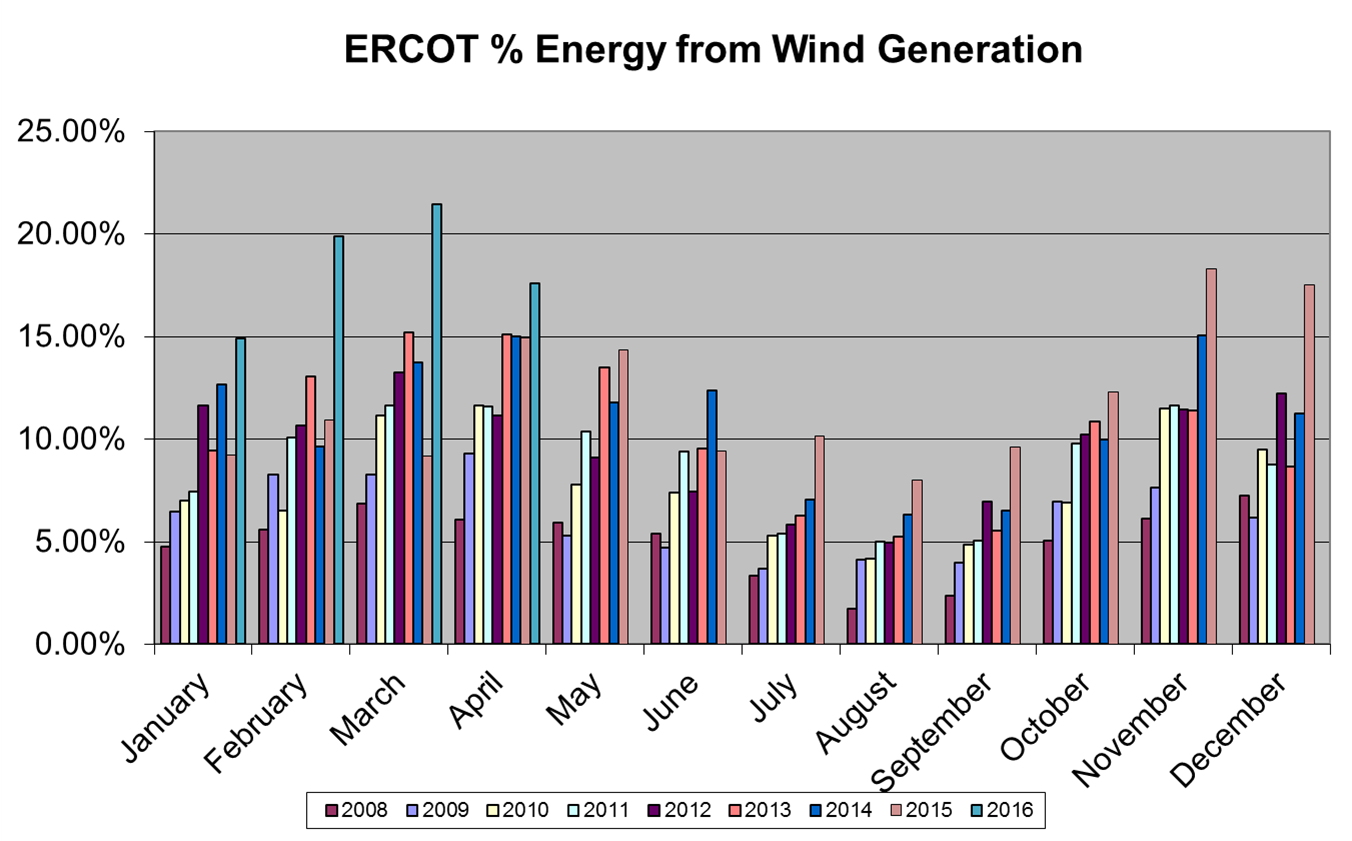 ERCOT % Energy from Wind Generation
25.00%
20.00%
15.00%
10.00%
5.00%
0.00%
January
February
March
April
May
June
July
August
September
October
November
December
2008 2009 2010 2011 2012 2013 2014 2015 2016